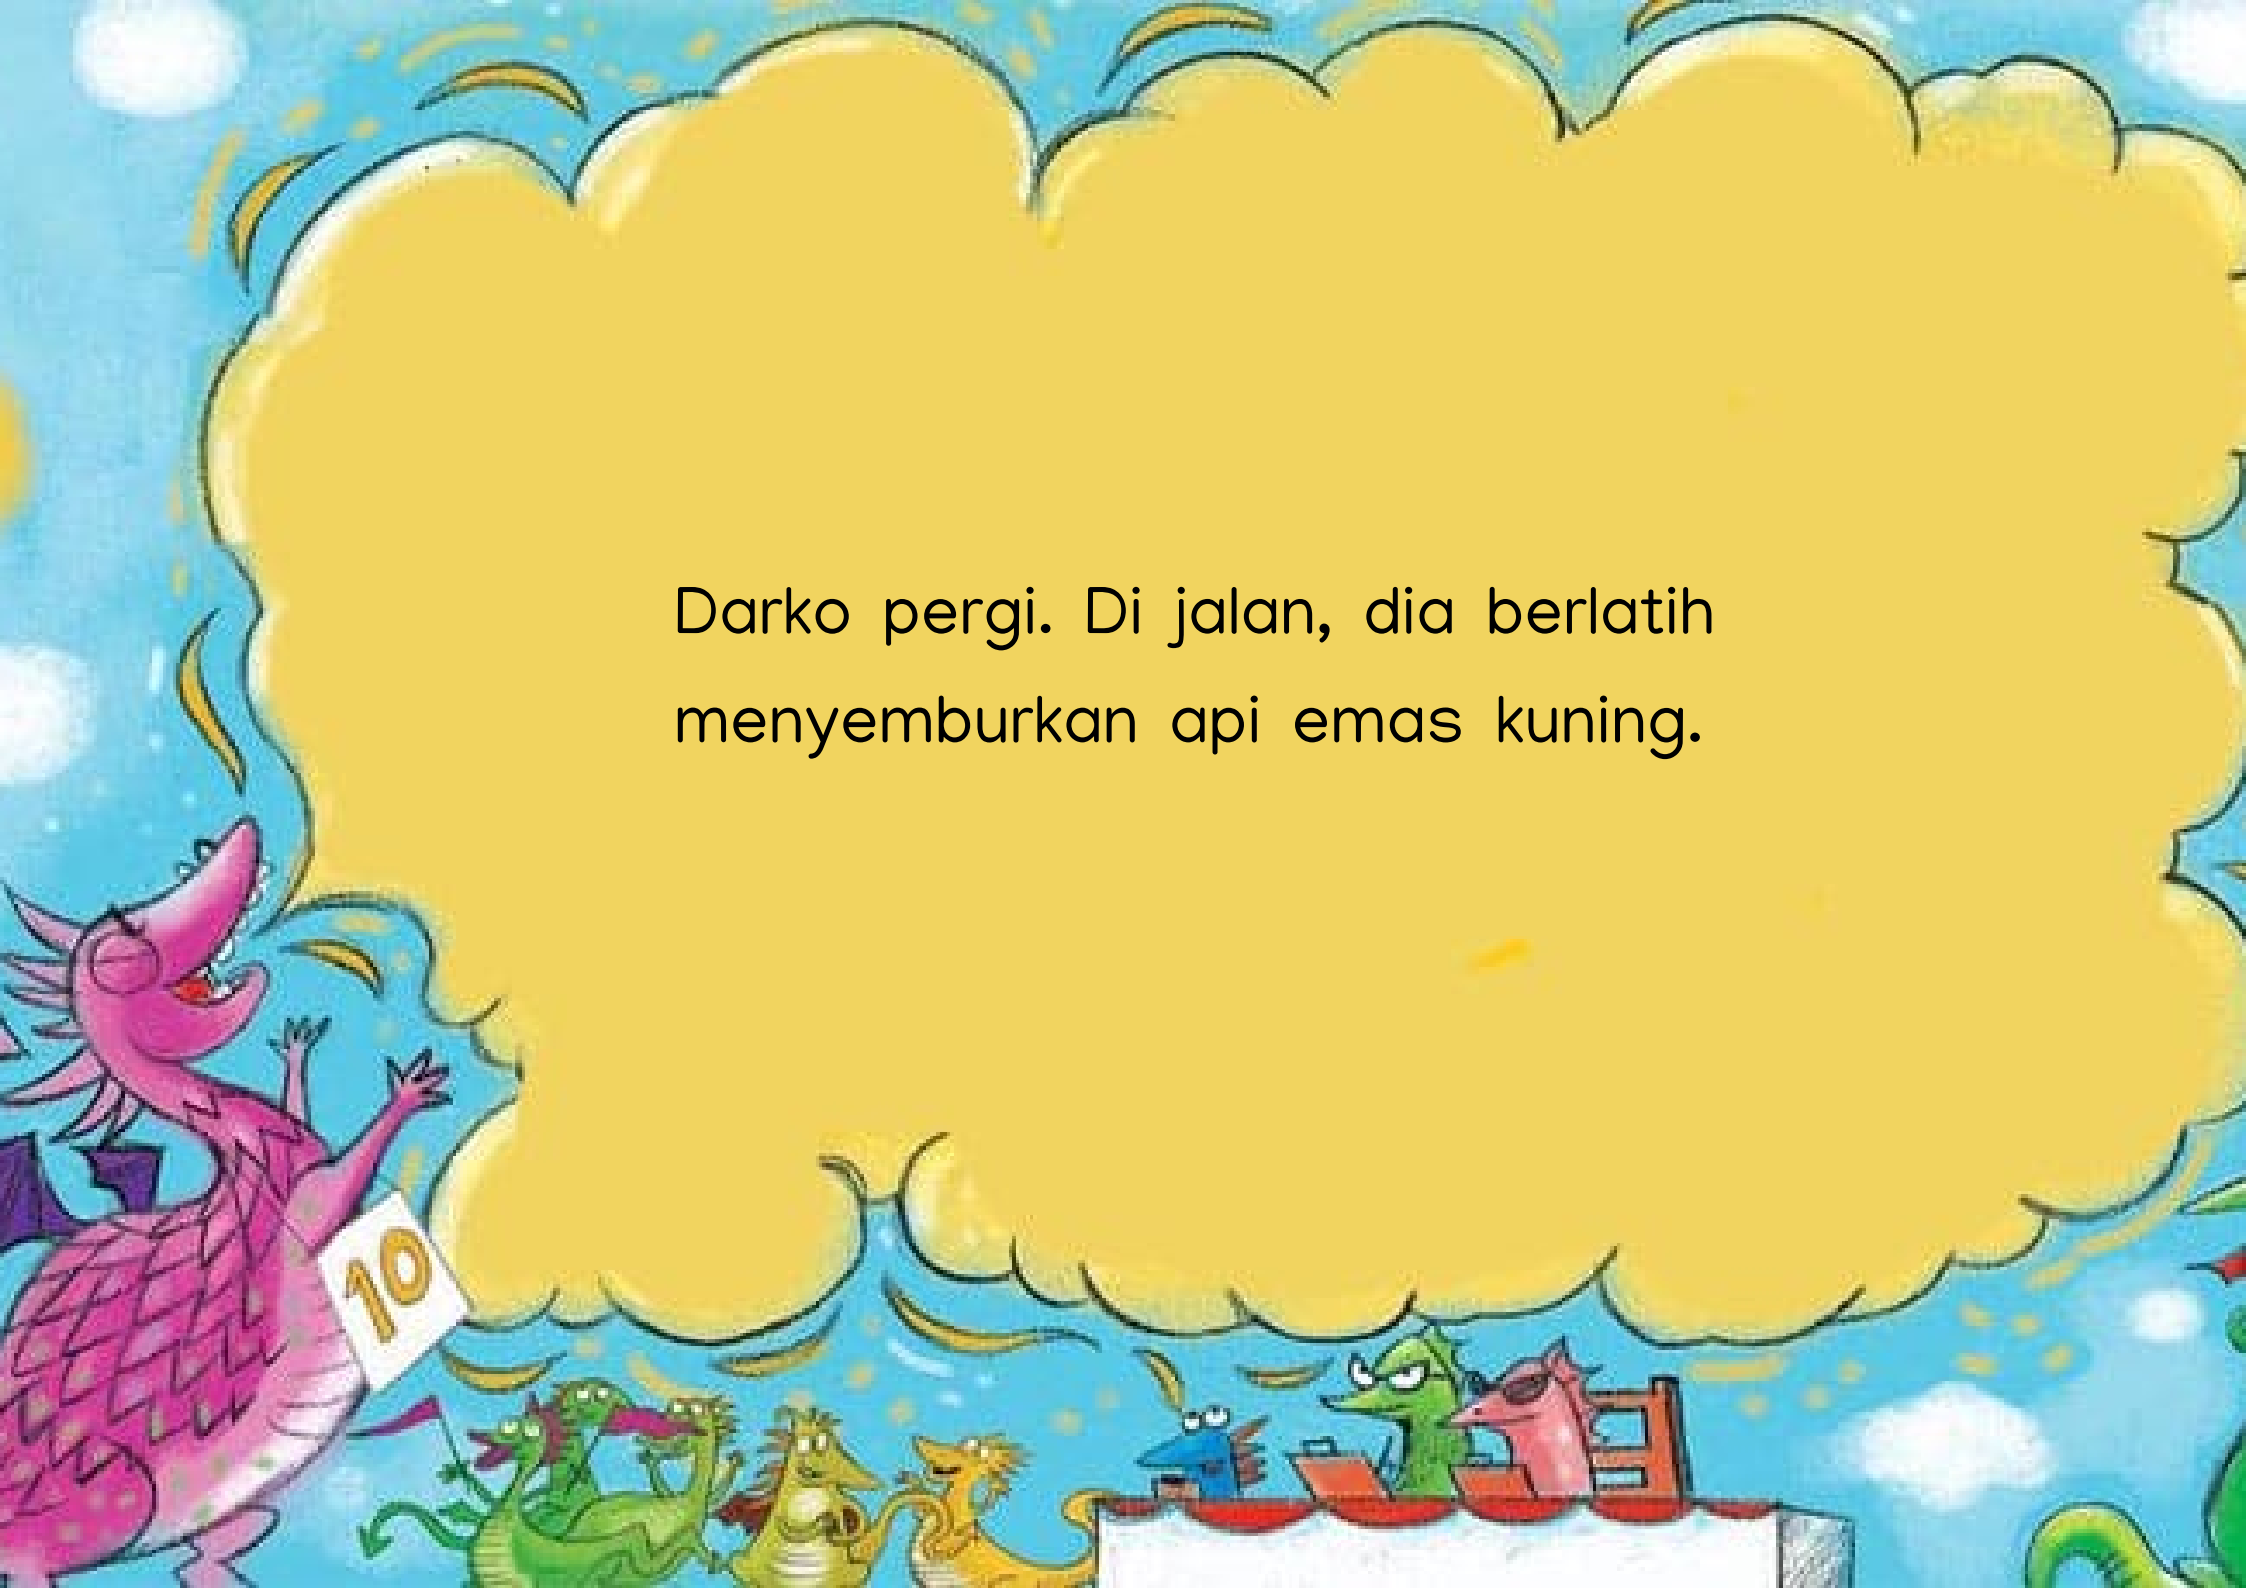 Darko pergi. Di jalan, dia berlatih
menyemburkan api emas kuning.
10